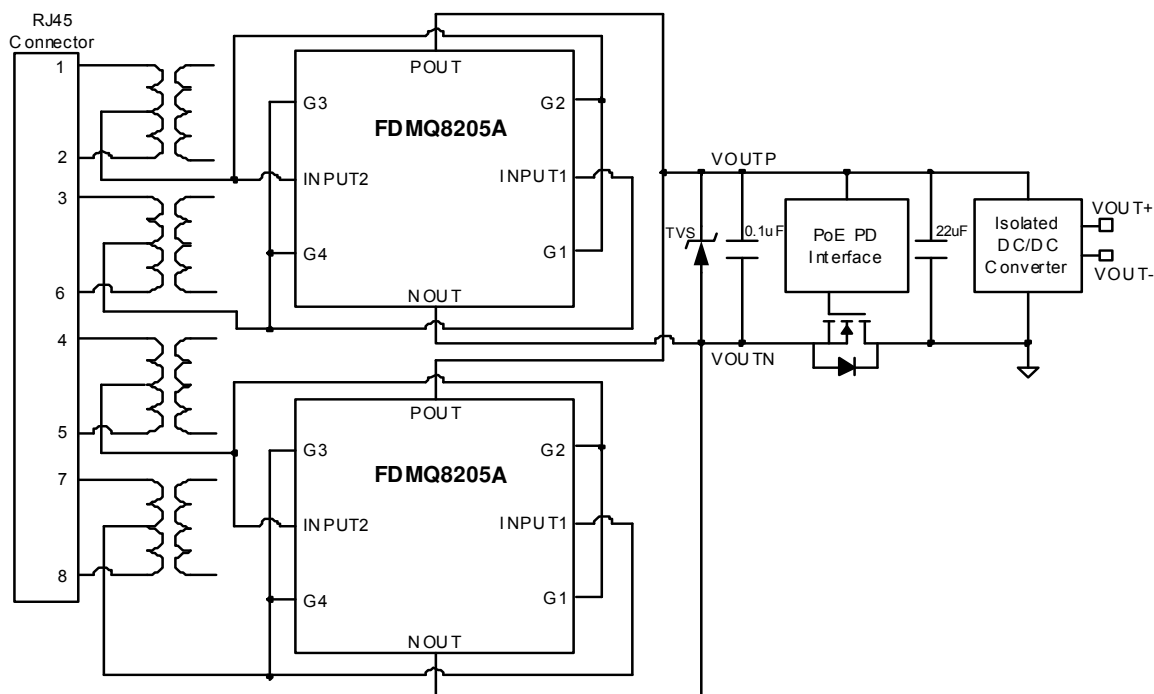 RJ45
Connector
1
2
3
6
4
5
7
8
POUT
G3
G2
FDMQ8205A
INPUT2
INPUT1
G4
G1
NOUT
POUT
G3
G2
FDMQ8205A
INPUT2
INPUT1
G4
G1
NOUT
VOUTP
TVS
0.1uF
PoE PD
Interface
22uF
Isolated
DC/DC
Converter
VOUT+
VOUT-
VOUTN